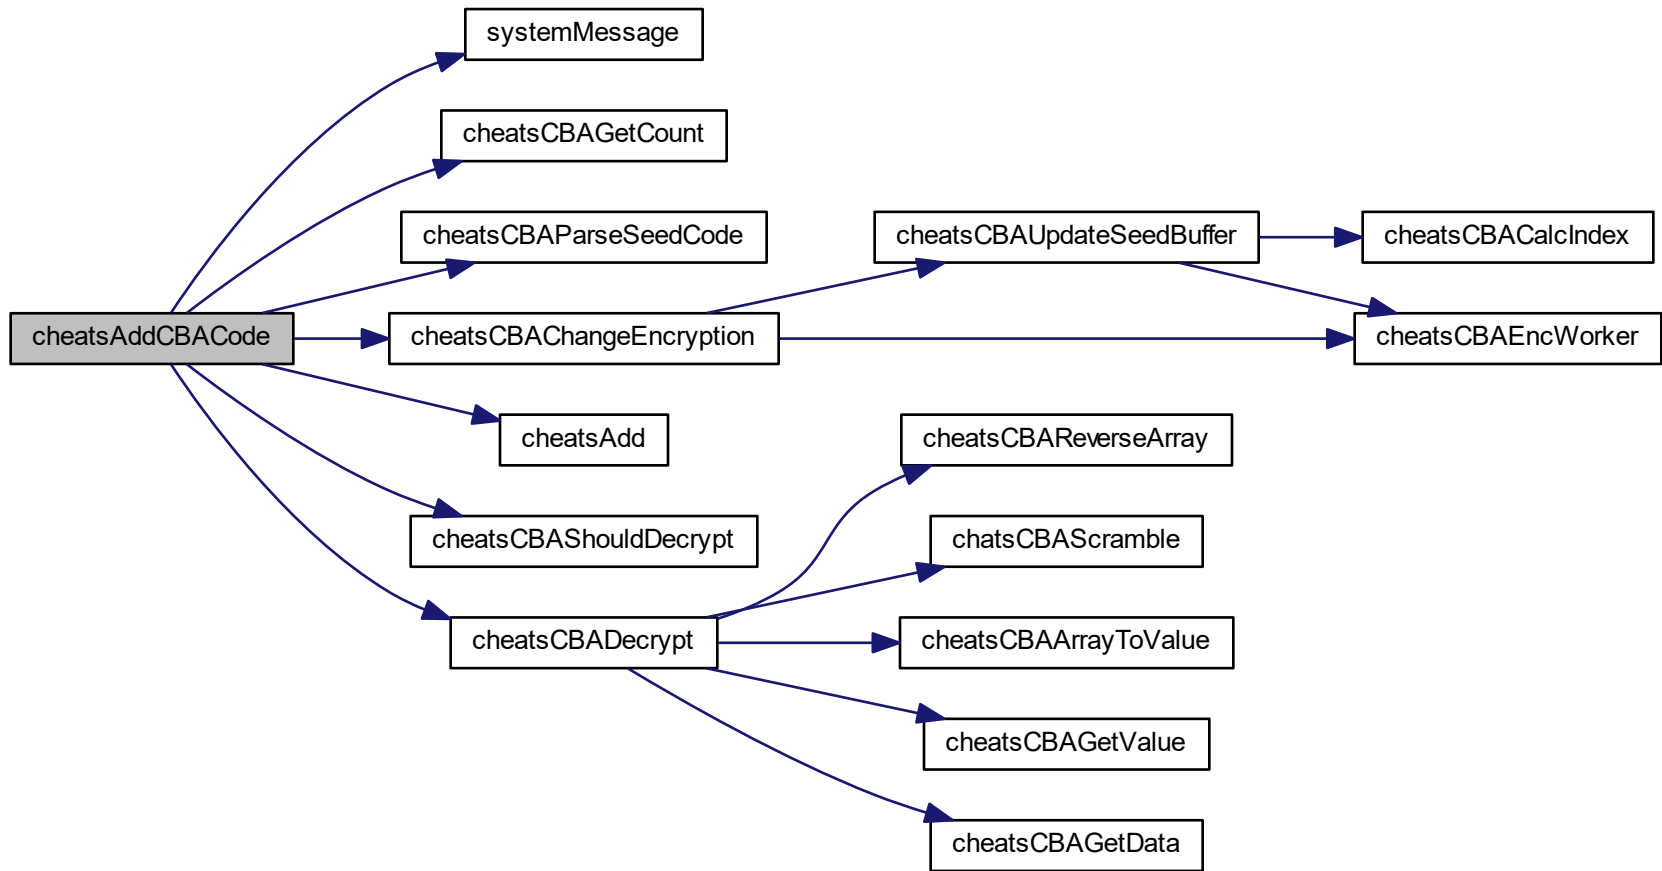 systemMessage
cheatsCBAGetCount
cheatsCBAParseSeedCode
cheatsCBAUpdateSeedBuffer
cheatsCBACalcIndex
cheatsAddCBACode
cheatsCBAChangeEncryption
cheatsCBAEncWorker
cheatsAdd
cheatsCBAReverseArray
cheatsCBAShouldDecrypt
chatsCBAScramble
cheatsCBADecrypt
cheatsCBAArrayToValue
cheatsCBAGetValue
cheatsCBAGetData